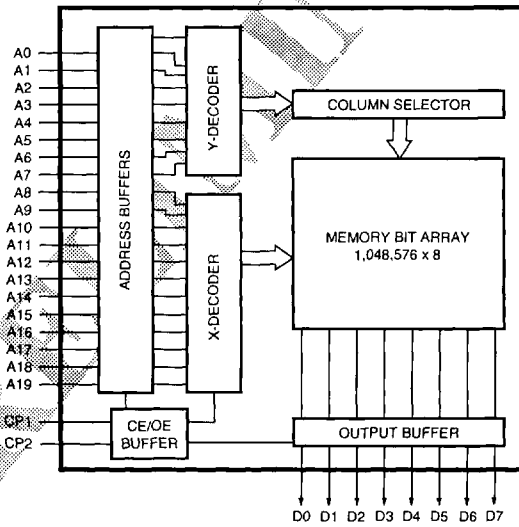 A0
A1
A2
A3
A4
A5
A6
A7
A8
A9
A10
A11
A12
A13
A14
A15
A16
A17
A18
A19
CP1
CP2
ADDRESS BUFFERS
Y-DECODER
X-DECODER
CE/OE
BUFFER
COLUMN SELECTOR
MEMORY BIT ARRAY
1,048,576 x 8
OUTPUT BUFFER
D0 D1 D2 D3 D4 D5 D6 D7